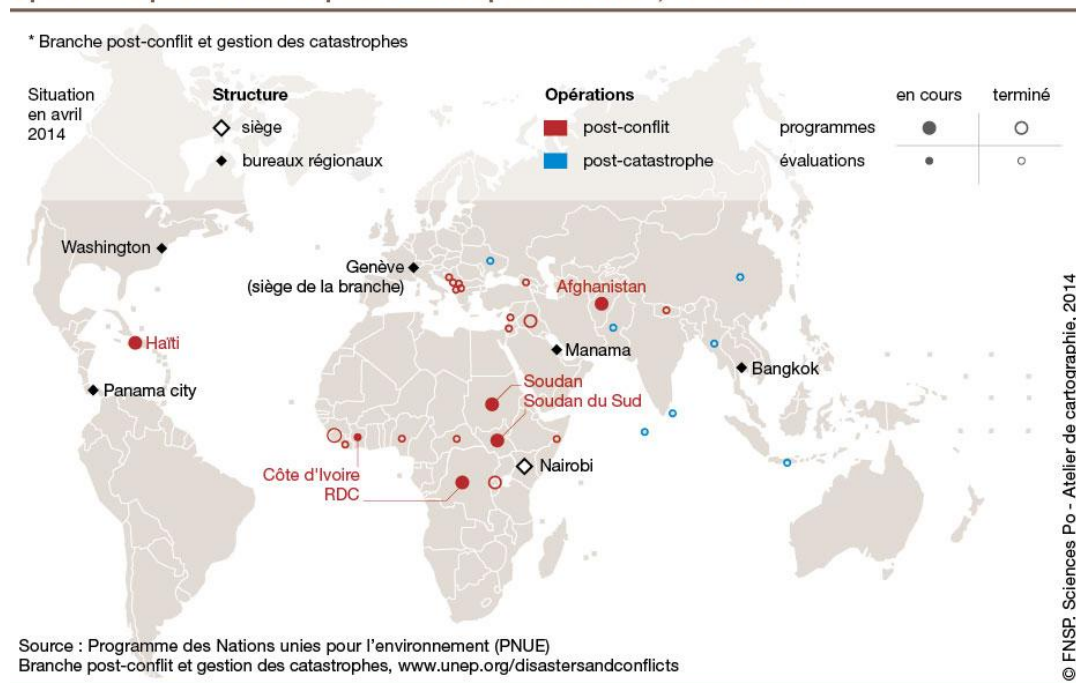 * Branche post-conflit et gestion des catastrophes
Situation
en avril
2014
Structure
siège
bureaux régionaux
Opérations
post-conflit
post-catastrophe
en cours
terminé
programmes
évaluations
Washington
Genève
(siège de la branche)
Afghanistan
Haïti
Manama
Bangkok
Panama city
Soudan
Soudan du Sud
Côte d'Ivoire
RDC
Nairobi
Source : Programme des Nations unies pour l'environnement (PNUE)
Branche post-conflit et gestion des catastrophes, www.unep.org/disastersandconflicts
© FNSP. Sciences Po - Atelier de cartographie, 2014